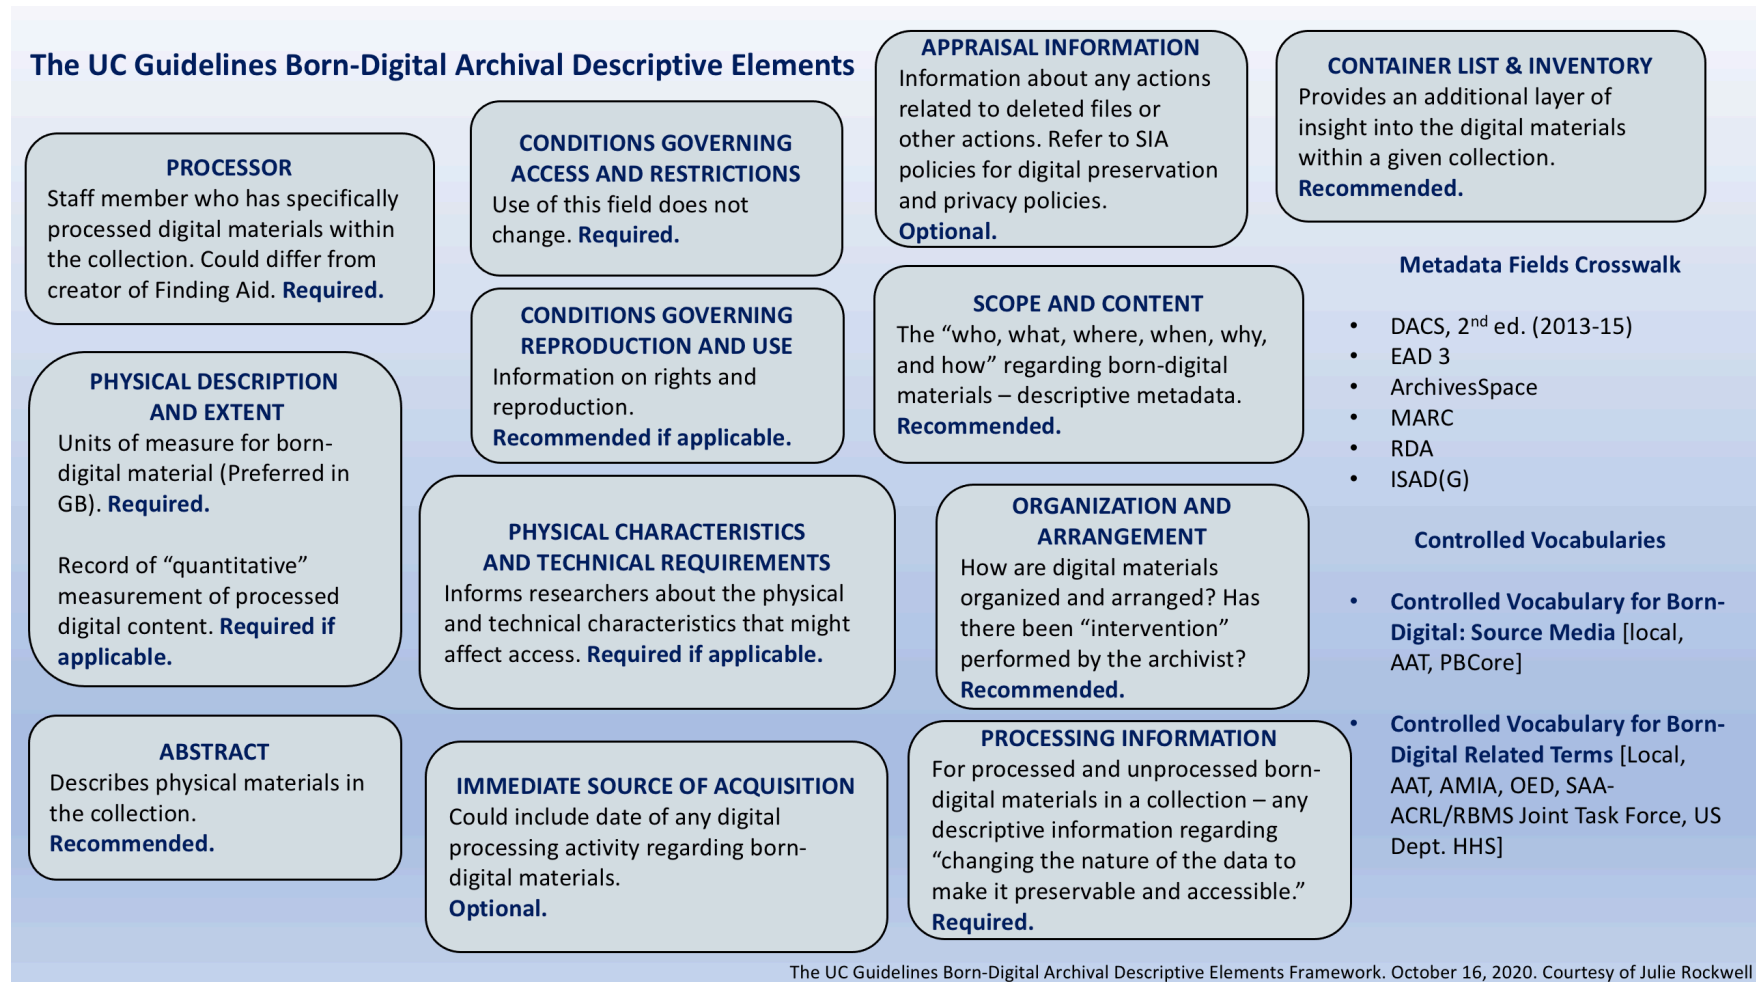 The UC Guidelines Born-Digital Archival Descriptive Elements
PROCESSOR
Staff member who has specifically
processed digital materials within
the collection. Could differ from
creator of Finding Aid. Required.
PHYSICAL DESCRIPTION
AND EXTENT
Units of measure for born-
digital material (Preferred in
GB). Required.
Record of “quantitative”
measurement of processed
digital content. Required if
applicable.
ABSTRACT
Describes physical materials in
the collection.
Recommended.
CONDITIONS GOVERNING
ACCESS AND RESTRICTIONS
Use of this field does not
change. Required.
CONDITIONS GOVERNING
REPRODUCTION AND USE
Information on rights and
reproduction.
Recommended if applicable.
PHYSICAL CHARACTERISTICS
AND TECHNICAL REQUIREMENTS
Informs researchers about the physical
and technical characteristics that might
affect access. Required if applicable.
IMMEDIATE SOURCE OF ACQUISITION
Could include date of any digital
processing activity regarding born-
digital materials.
Optional.
APPRAISAL INFORMATION
Information about any actions
related to deleted files or
other actions. Refer to SIA
policies for digital preservation
and privacy policies.
Optional.
SCOPE AND CONTENT
The “who, what, where, when, why,
and how” regarding born-digital
materials – descriptive metadata.
Recommended.
ORGANIZATION AND
ARRANGEMENT
How are digital materials
organized and arranged? Has
there been “intervention”
performed by the archivist?
Recommended.
PROCESSING INFORMATION
For processed and unprocessed born-
digital materials in a collection – any
descriptive information regarding
“changing the nature of the data to
make it preservable and accessible.”
Required.
CONTAINER LIST & INVENTORY
Provides an additional layer of
insight into the digital materials
within a given collection.
Recommended.
Metadata Fields Crosswalk
• DACS, 2nd ed. (2013-15)
• EAD 3
• ArchivesSpace
• MARC
• RDA
• ISAD(G)
Controlled Vocabularies
• Controlled Vocabulary for Born-
Digital: Source Media [local,
AAT, PBCore]
• Controlled Vocabulary for Born-
Digital Related Terms [Local,
AAT, AMIA, OED, SAA-
ACRL/RBMS Joint Task Force, US
Dept. HHS]
The UC Guidelines Born-Digital Archival Descriptive Elements Framework. October 16, 2020. Courtesy of Julie Rockwell